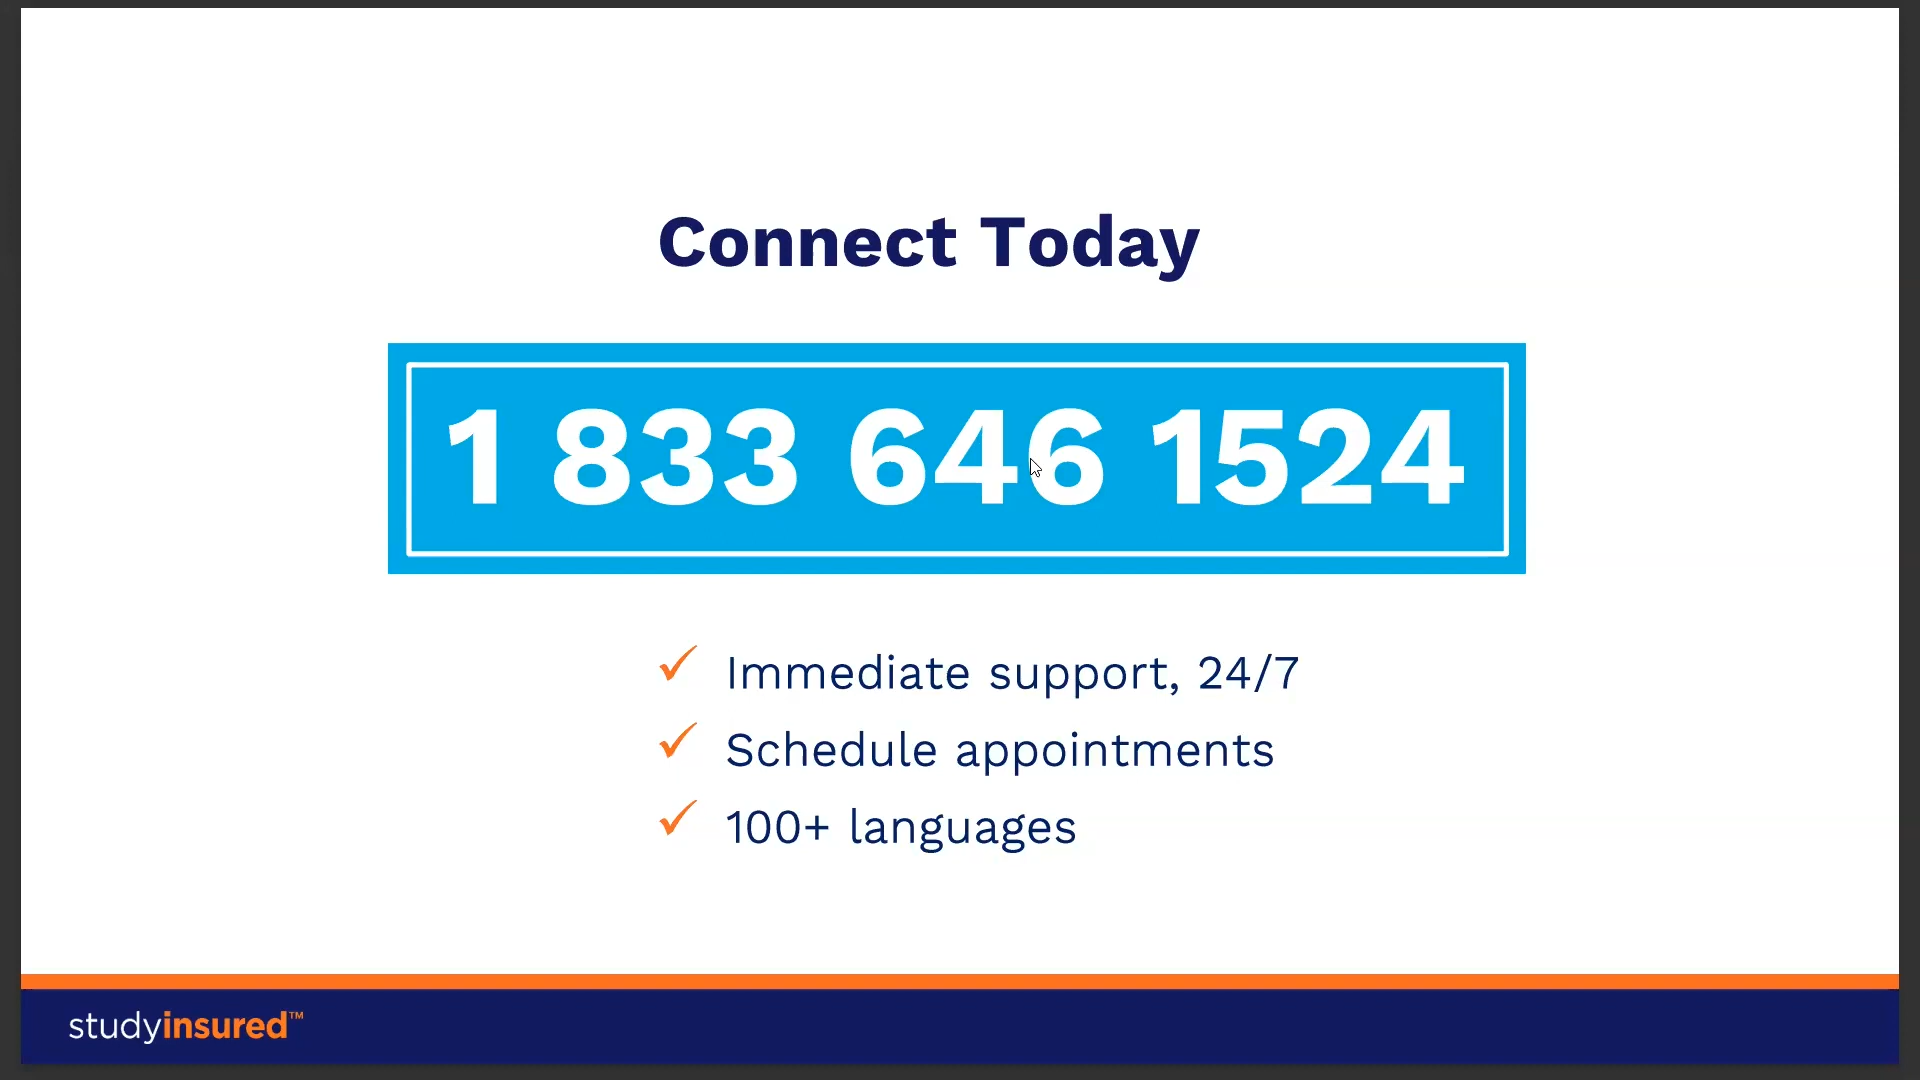 Connect Today
1 833 646 1524
✓ Immediate support, 24/7
✓ Schedule appointments
✓ 100+ languages
studyinsured™